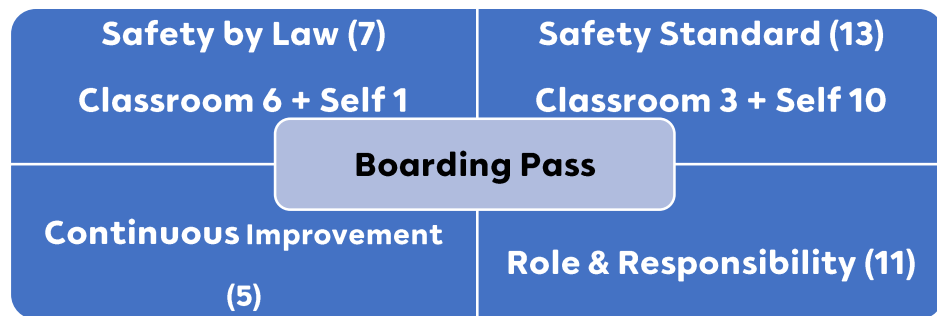 Safety by Law (7)
Classroom 6 + Self 1
Safety Standard (13)
Classroom 3 + Self 10
Boarding Pass
Continuous Improvement
(5)
Role & Responsibility (11)